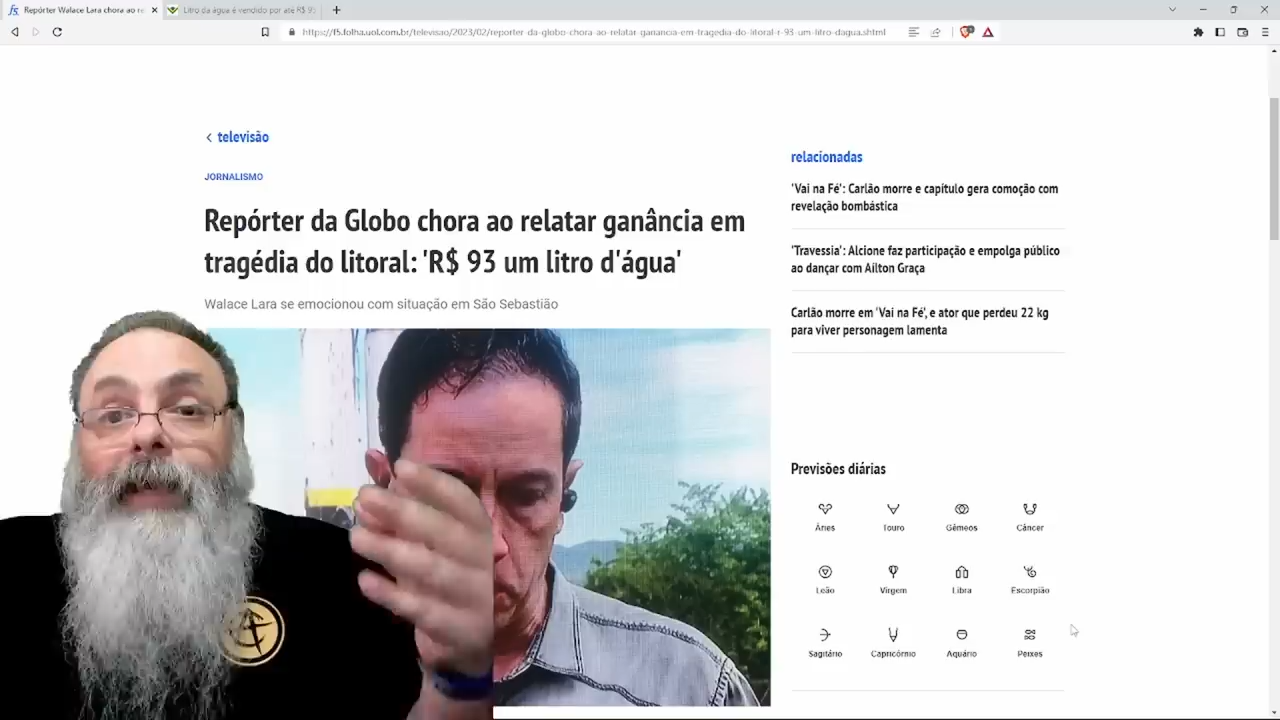 Repórter Walace Lara chora ao re
Litro da água é vendido por até R$ 93
https://f5.folha.uol.com.br/televisao/2023/02/reporter-da-globo-chora-ao-relatar-ganancia-em-tragedia-do-litoral-r-93-um-litro-dagua.shtml
televisão
JORNALISMO
Repórter da Globo chora ao relatar ganância em
tragédia do litoral: 'R$ 93 um litro d'água'
Walace Lara se emocionou com situação em São Sebastião
relacionadas
'Vai na Fé': Carlão morre e capítulo gera comoção com
revelação bombástica
'Travessia': Alcione faz participação e empolga público
ao dançar com Ailton Graça
Carlão morre em 'Vai na Fé', e ator que perdeu 22 kg
para viver personagem lamenta
Previsões diárias
Áries Touro Gêmeos Câncer
Leão Virgem Libra Escorpião
Sagitário Capricórnio Aquário Peixes